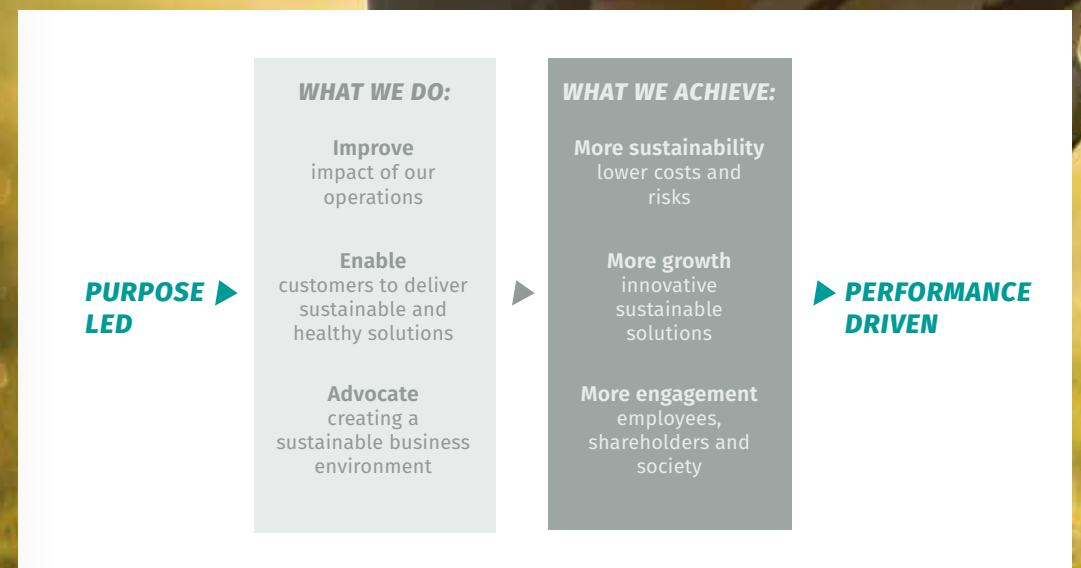 PURPOSE
LED
WHAT WE DO:
Improve
impact of our
operations
Enable
customers to deliver
sustainable and
healthy solutions
Advocate
creating a
sustainable business
environment
WHAT WE ACHIEVE:
More sustainability
lower costs and
risks
More growth
innovative
sustainable
solutions
More engagement
employees,
shareholders and
society
PERFORMANCE
DRIVEN